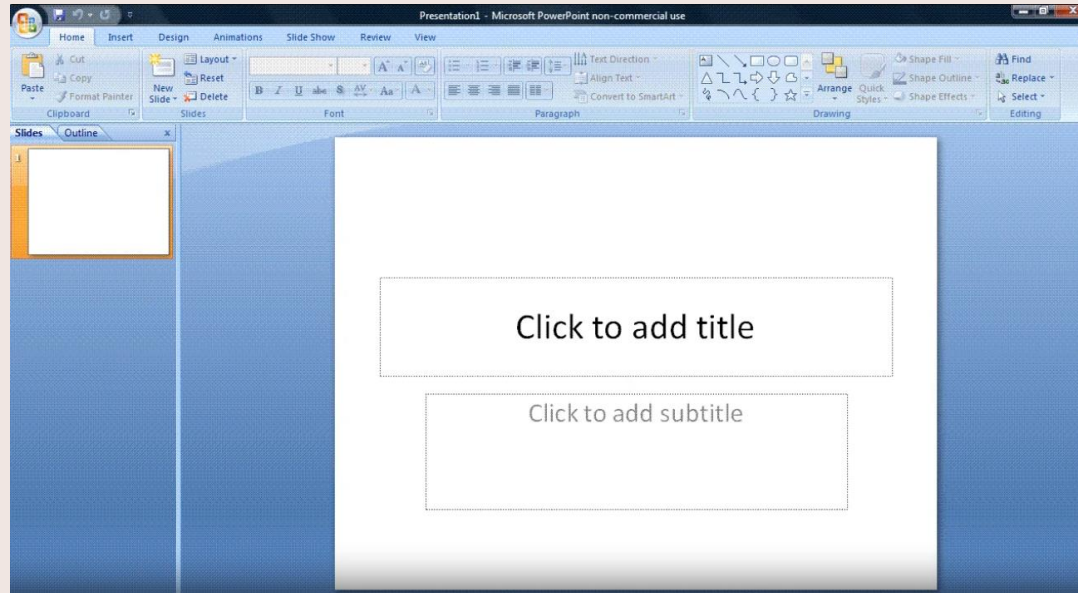 Presentation1 - Microsoft PowerPoint non-commercial use
Home Insert Design Animations Slide Show Review View
Paste
Cut
Copy
Format Painter
Clipboard
New Slide
Layout
Reset
Delete
Slides
B I U abc S AV Aa A
Font
Text Direction
Align Text
Convert to SmartArt
Paragraph
Arrange
Quick Styles
Shape Fill
Shape Outline
Shape Effects
Drawing
Find
Replace
Select
Editing
Slides Outline x
1
Click to add title
Click to add subtitle